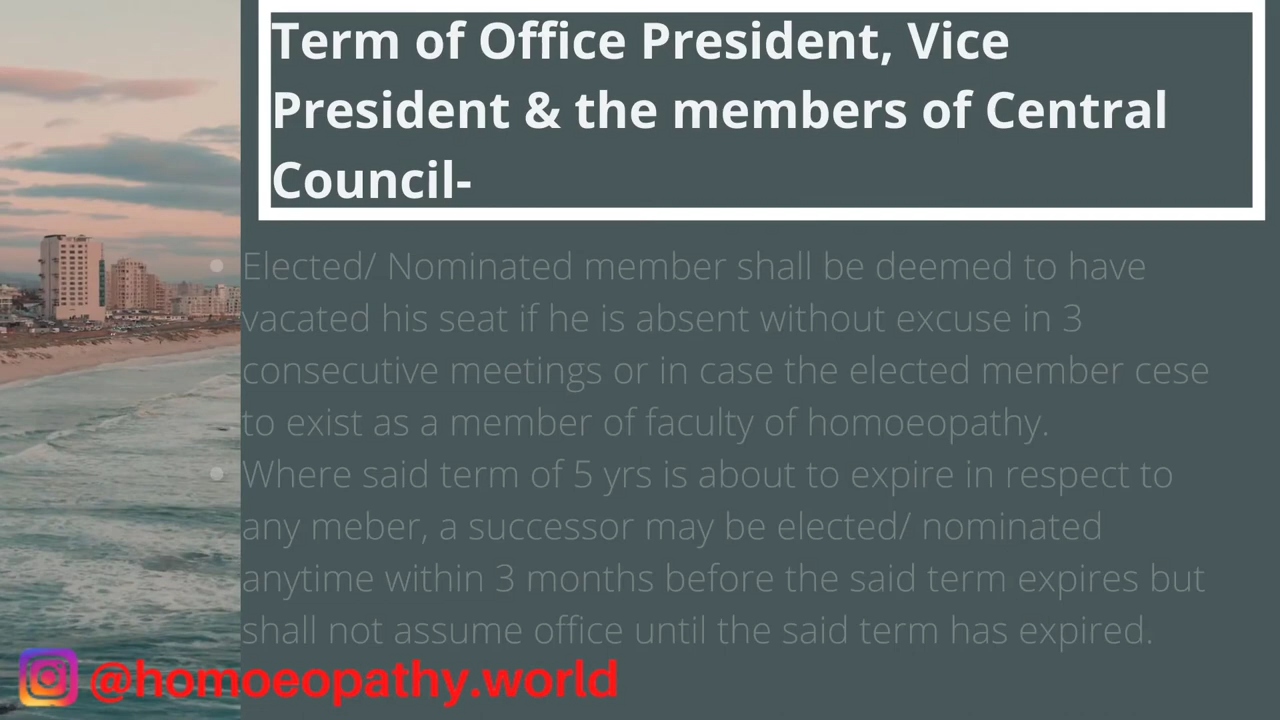 Term of Office President, Vice
President & the members of Central
Council-
• Elected/ Nominated member shall be deemed to have
vacated his seat if he is absent without excuse in 3
consecutive meetings or in case the elected member cese
to exist as a member of faculty of homoeopathy.
• Where said term of 5 yrs is about to expire in respect to
any meber, a successor may be elected/ nominated
anytime within 3 months before the said term expires but
shall not assume office until the said term has expired.
@homoeopathy.world